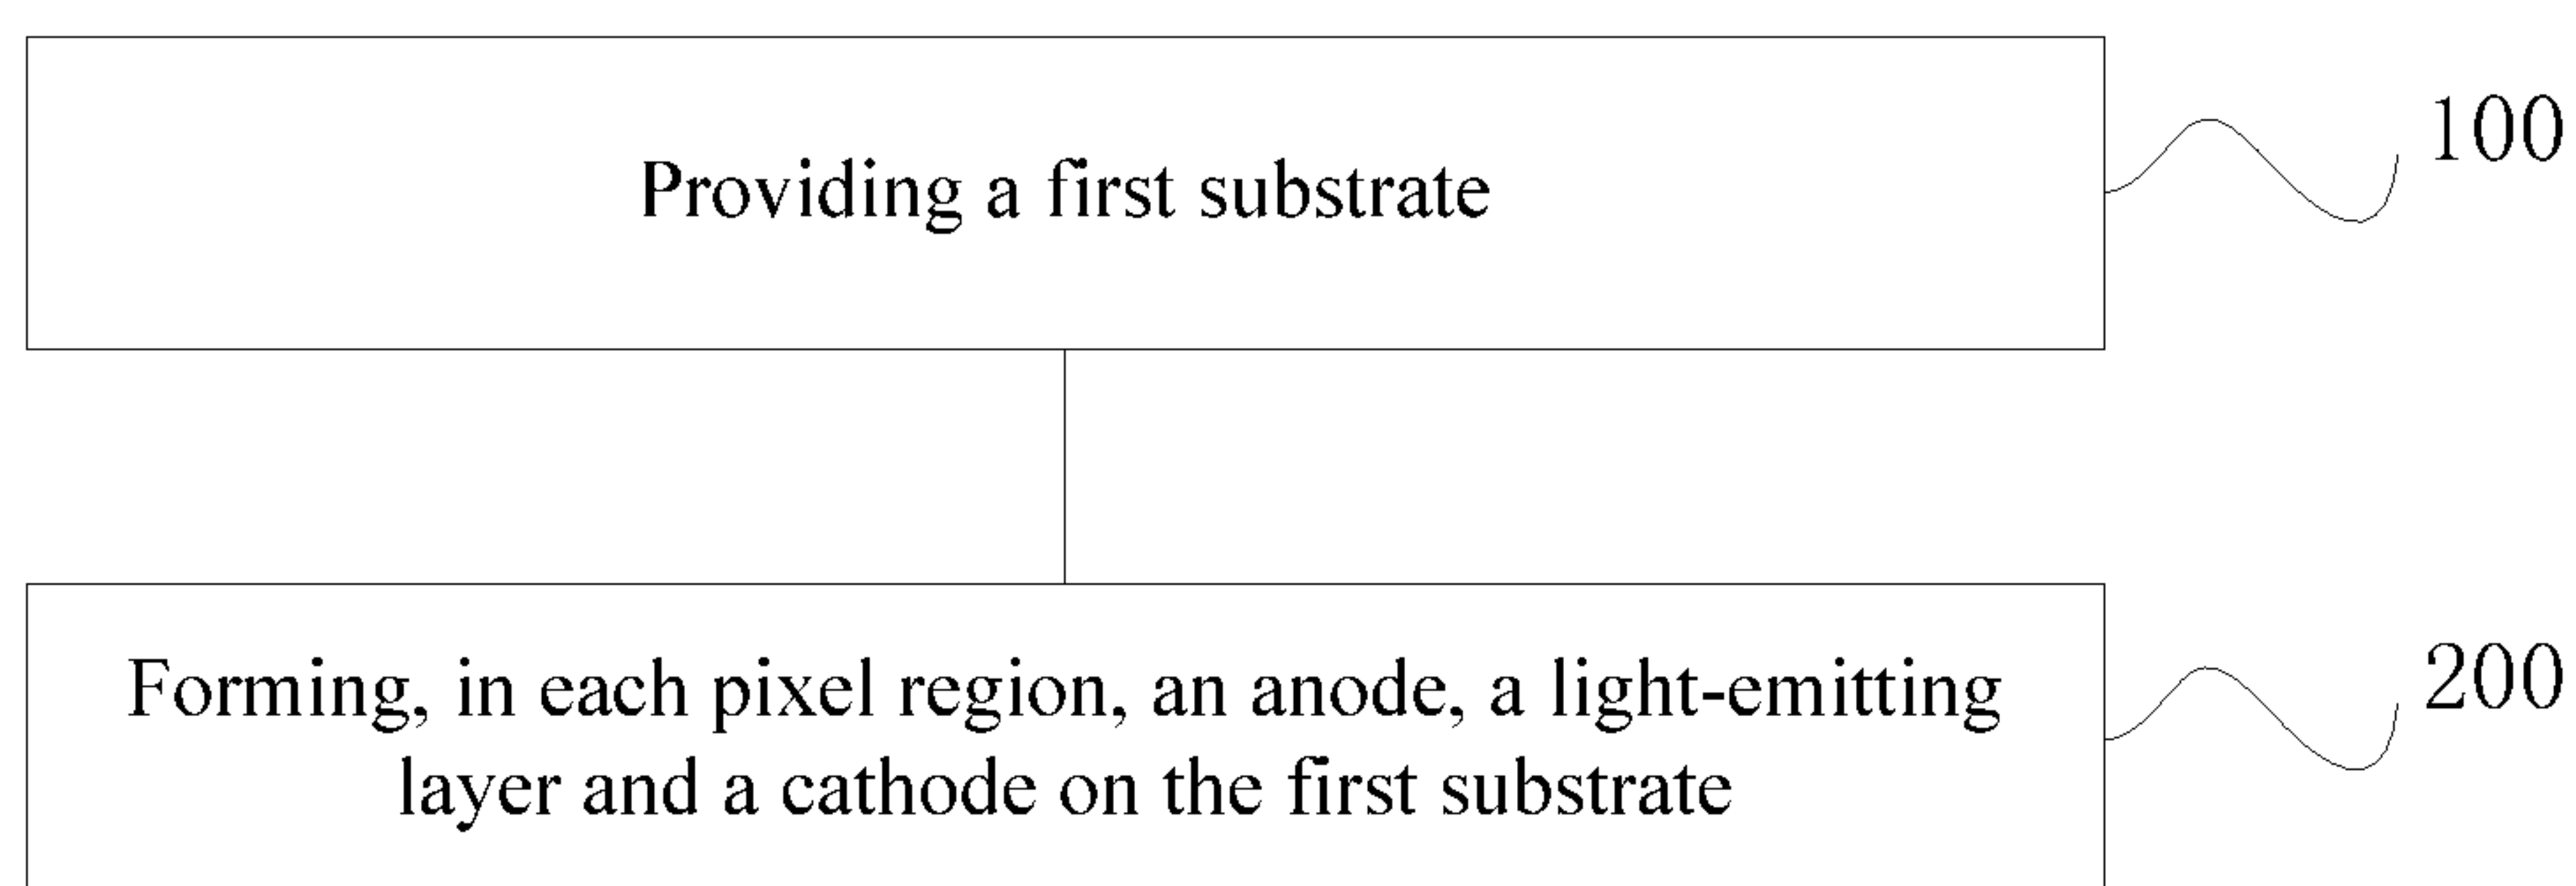 Providing a first substrate
100
Forming, in each pixel region, an anode, a light-emitting
layer and a cathode on the first substrate
200